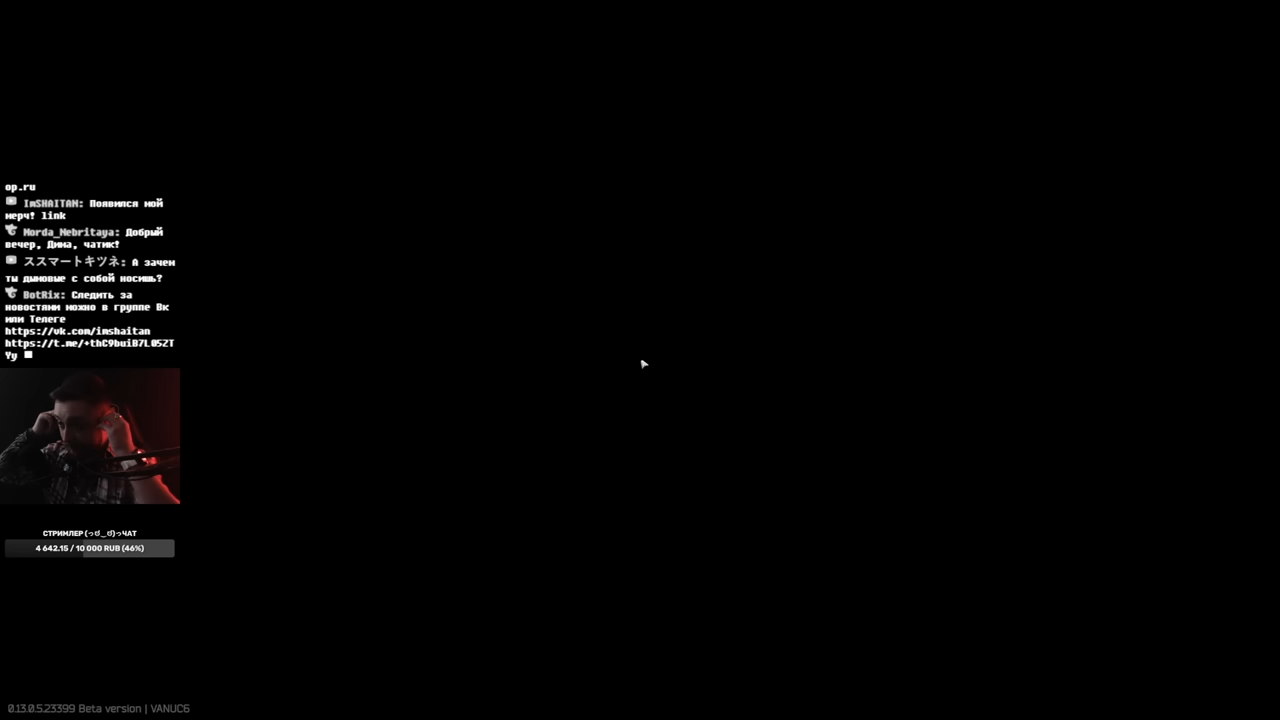 op.ru
ImSHAITAN: Появился мой
мерч! link
Morda_Nebritaya: Добрый
вечер, Дима, чатик!
ススマートキツネ: А зачем
ты дымовые с собой носишь?
BotRix: Следить за
новостями можно в группе Вк
или Телеге
https://vk.com/imshaitan
https://t.me/+thC9buiB7L052T
Yy
СТРИМЛЕР (っಠ‿ಠ)っЧАТ
4 642.15 / 10 000 RUB (46%)
0.13.0.5.23399 Beta version | VANUC6